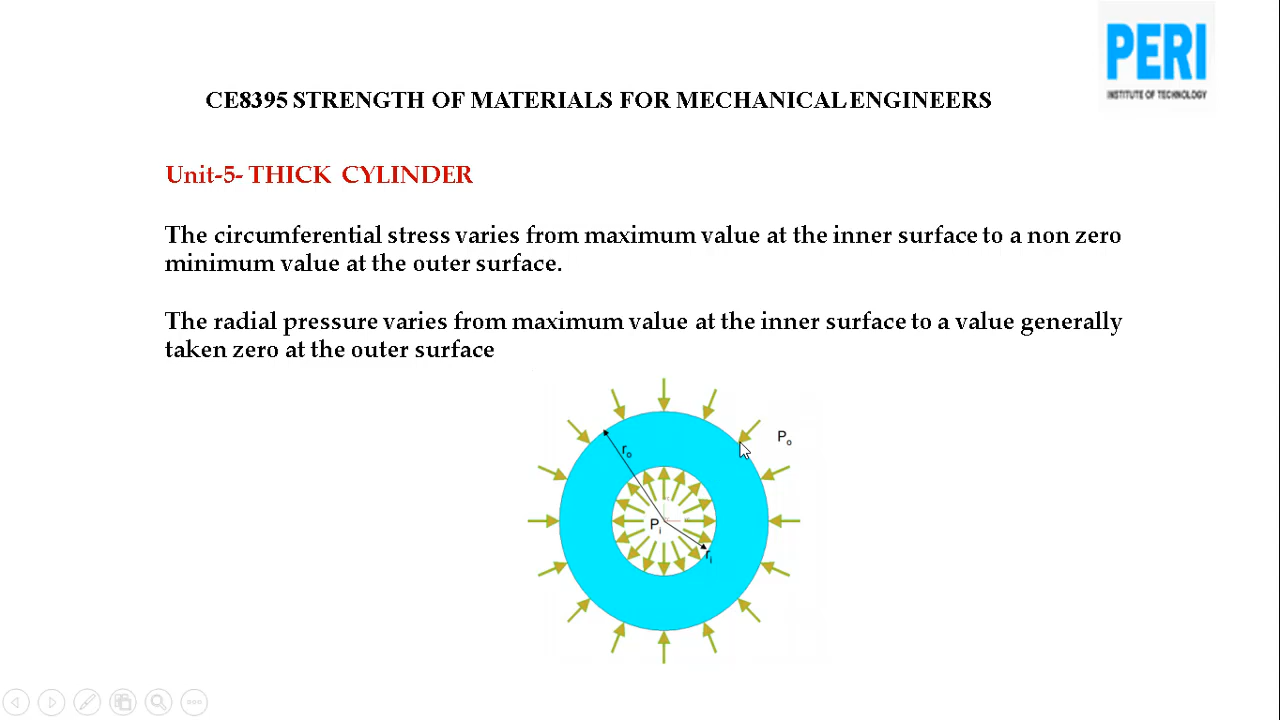 PERI
INSTITUTE OF TECHNOLOGY
CE8395 STRENGTH OF MATERIALS FOR MECHANICAL ENGINEERS
Unit-5- THICK CYLINDER
The circumferential stress varies from maximum value at the inner surface to a non zero
minimum value at the outer surface.
The radial pressure varies from maximum value at the inner surface to a value generally
taken zero at the outer surface
Po
ro
Pi
ri